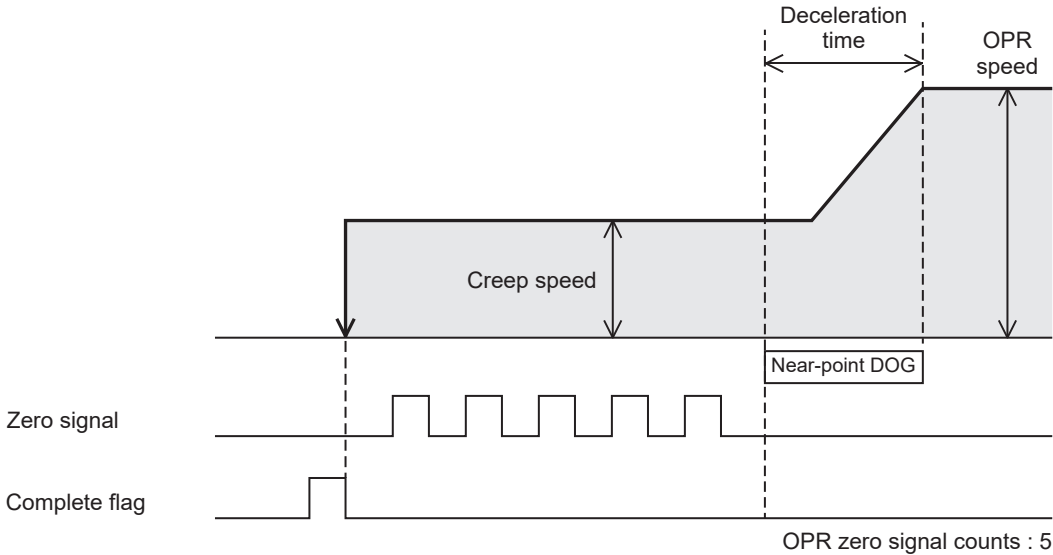 Deceleration
time
OPR
speed
Creep speed
Near-point DOG
Zero signal
Complete flag
OPR zero signal counts : 5